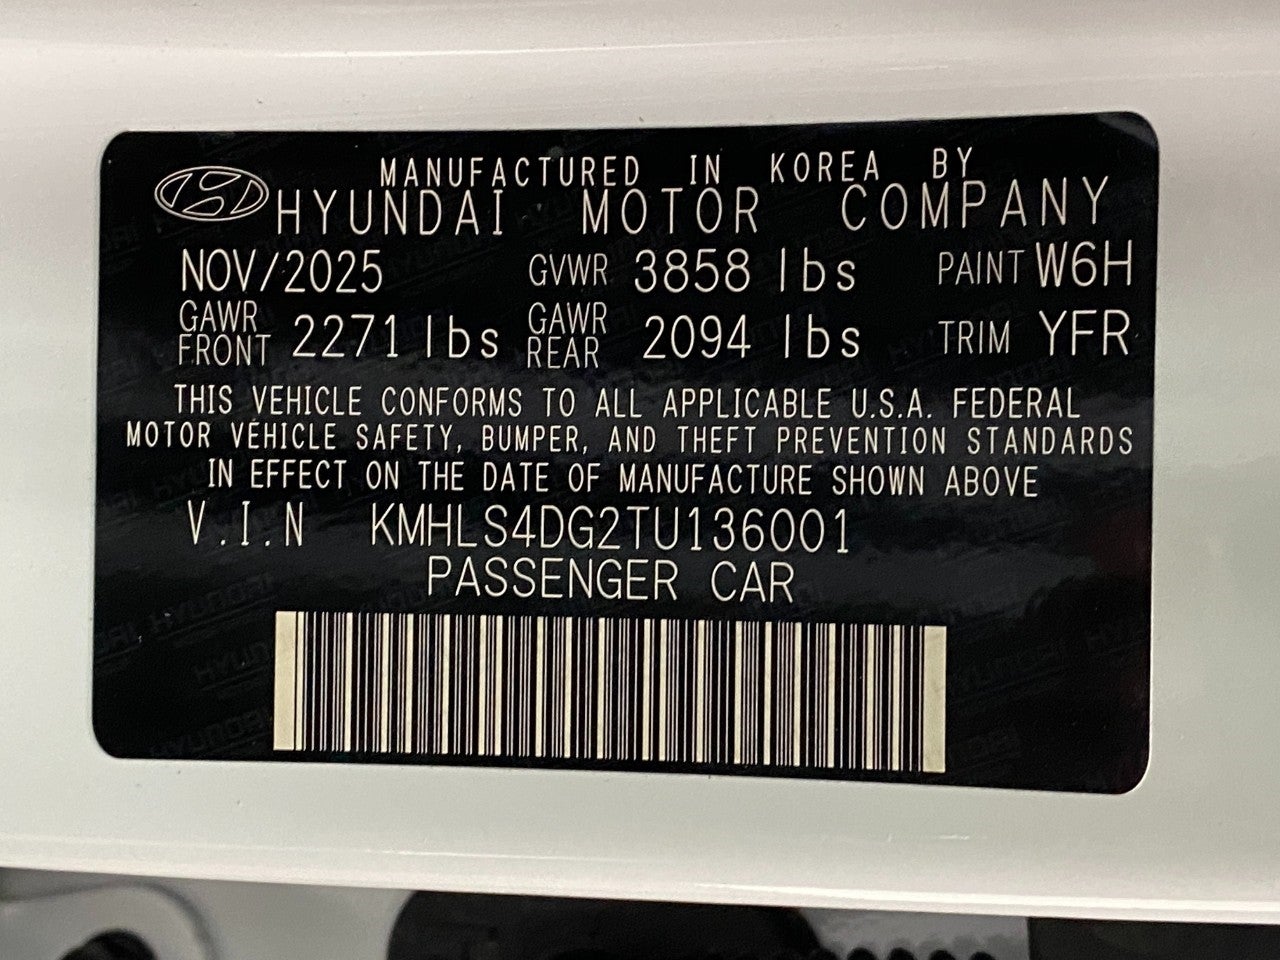 MANUFACTURED IN KOREA BY
HYUNDAI MOTOR COMPANY
NOV/2025 GVWR 3858 lbs PAINT W6H
GAWR FRONT 2271 lbs GAWR REAR 2094 lbs TRIM YFR
THIS VEHICLE CONFORMS TO ALL APPLICABLE U.S.A. FEDERAL
MOTOR VEHICLE SAFETY, BUMPER, AND THEFT PREVENTION STANDARDS
IN EFFECT ON THE DATE OF MANUFACTURE SHOWN ABOVE
V.I.N KMHLS4DG2TU136001
PASSENGER CAR